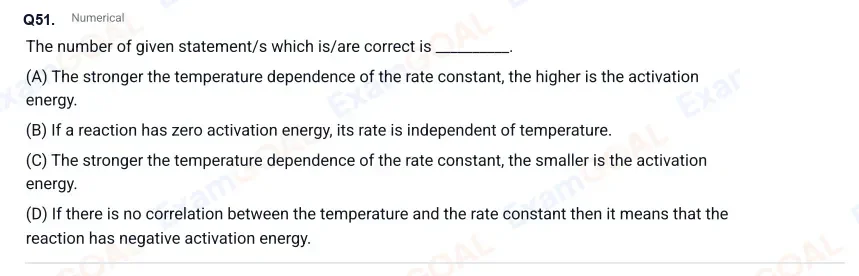 Q51. Numerical
The number of given statement/s which is/are correct is __________.
(A) The stronger the temperature dependence of the rate constant, the higher is the activation
energy.
(B) If a reaction has zero activation energy, its rate is independent of temperature.
(C) The stronger the temperature dependence of the rate constant, the smaller is the activation
energy.
(D) If there is no correlation between the temperature and the rate constant then it means that the
reaction has negative activation energy.